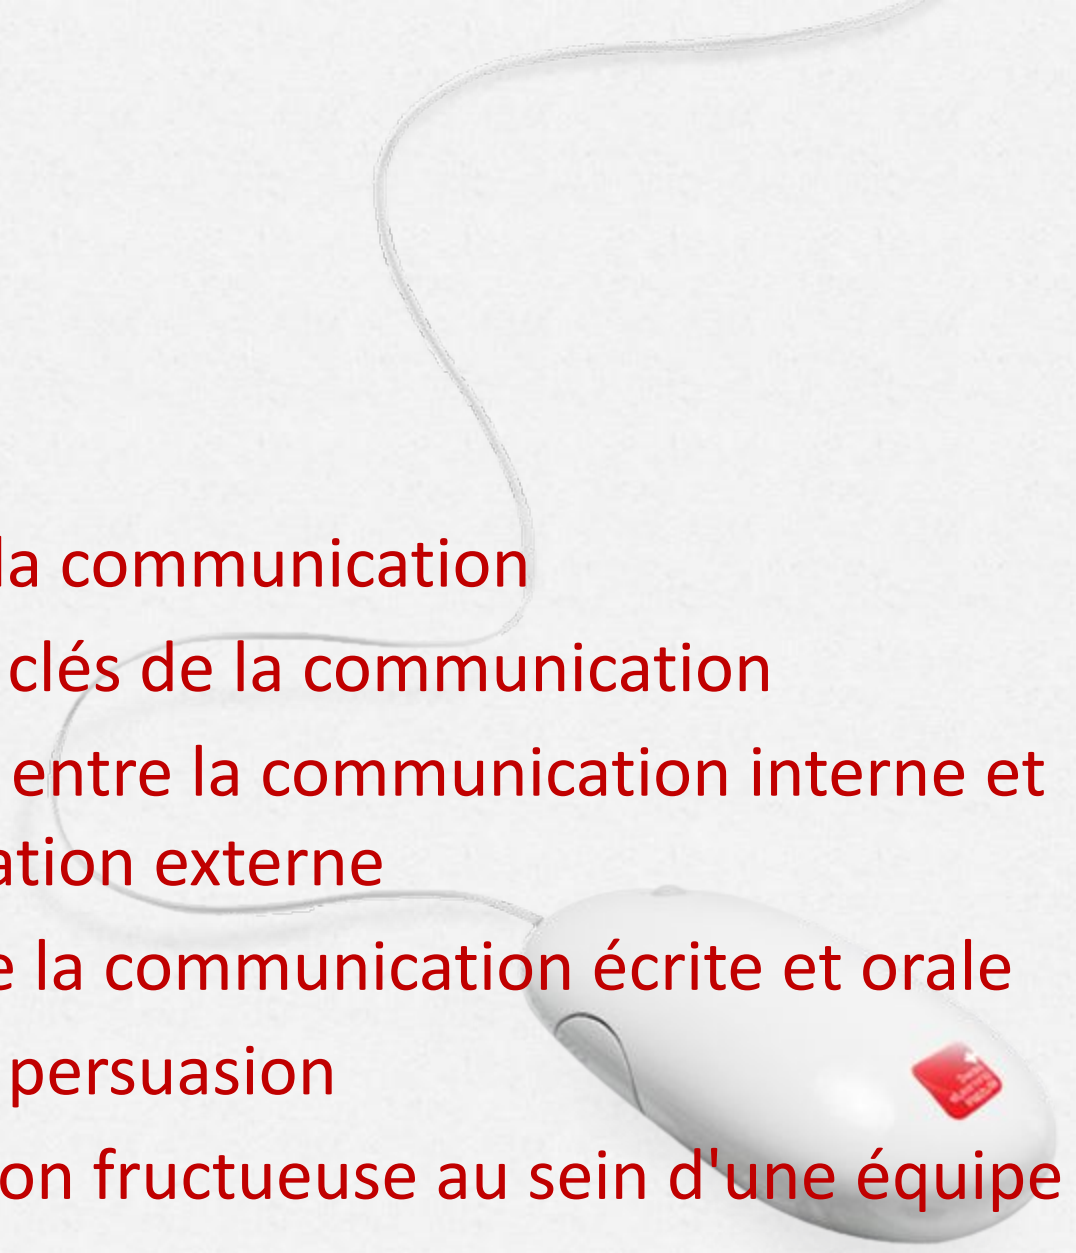 la communication
clés de la communication
entre la communication interne et
ation externe
e la communication écrite et orale
persuasion
on fructueuse au sein d'une équipe